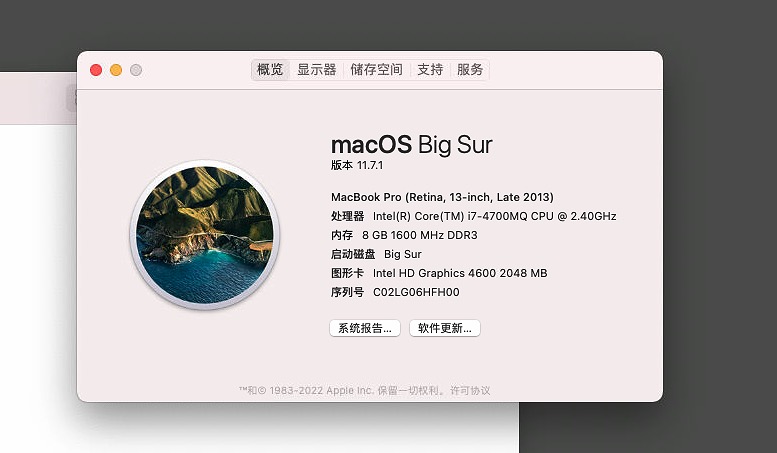 概览 显示器 储存空间 支持 服务
macOS Big Sur
版本 11.7.1
MacBook Pro (Retina, 13-inch, Late 2013)
处理器 Intel(R) Core(TM) i7-4700MQ CPU @ 2.40GHz
内存 8 GB 1600 MHz DDR3
启动磁盘 Big Sur
图形卡 Intel HD Graphics 4600 2048 MB
序列号 C02LG06HFH00
系统报告... 软件更新...
™和© 1983-2022 Apple Inc. 保留一切权利。许可协议